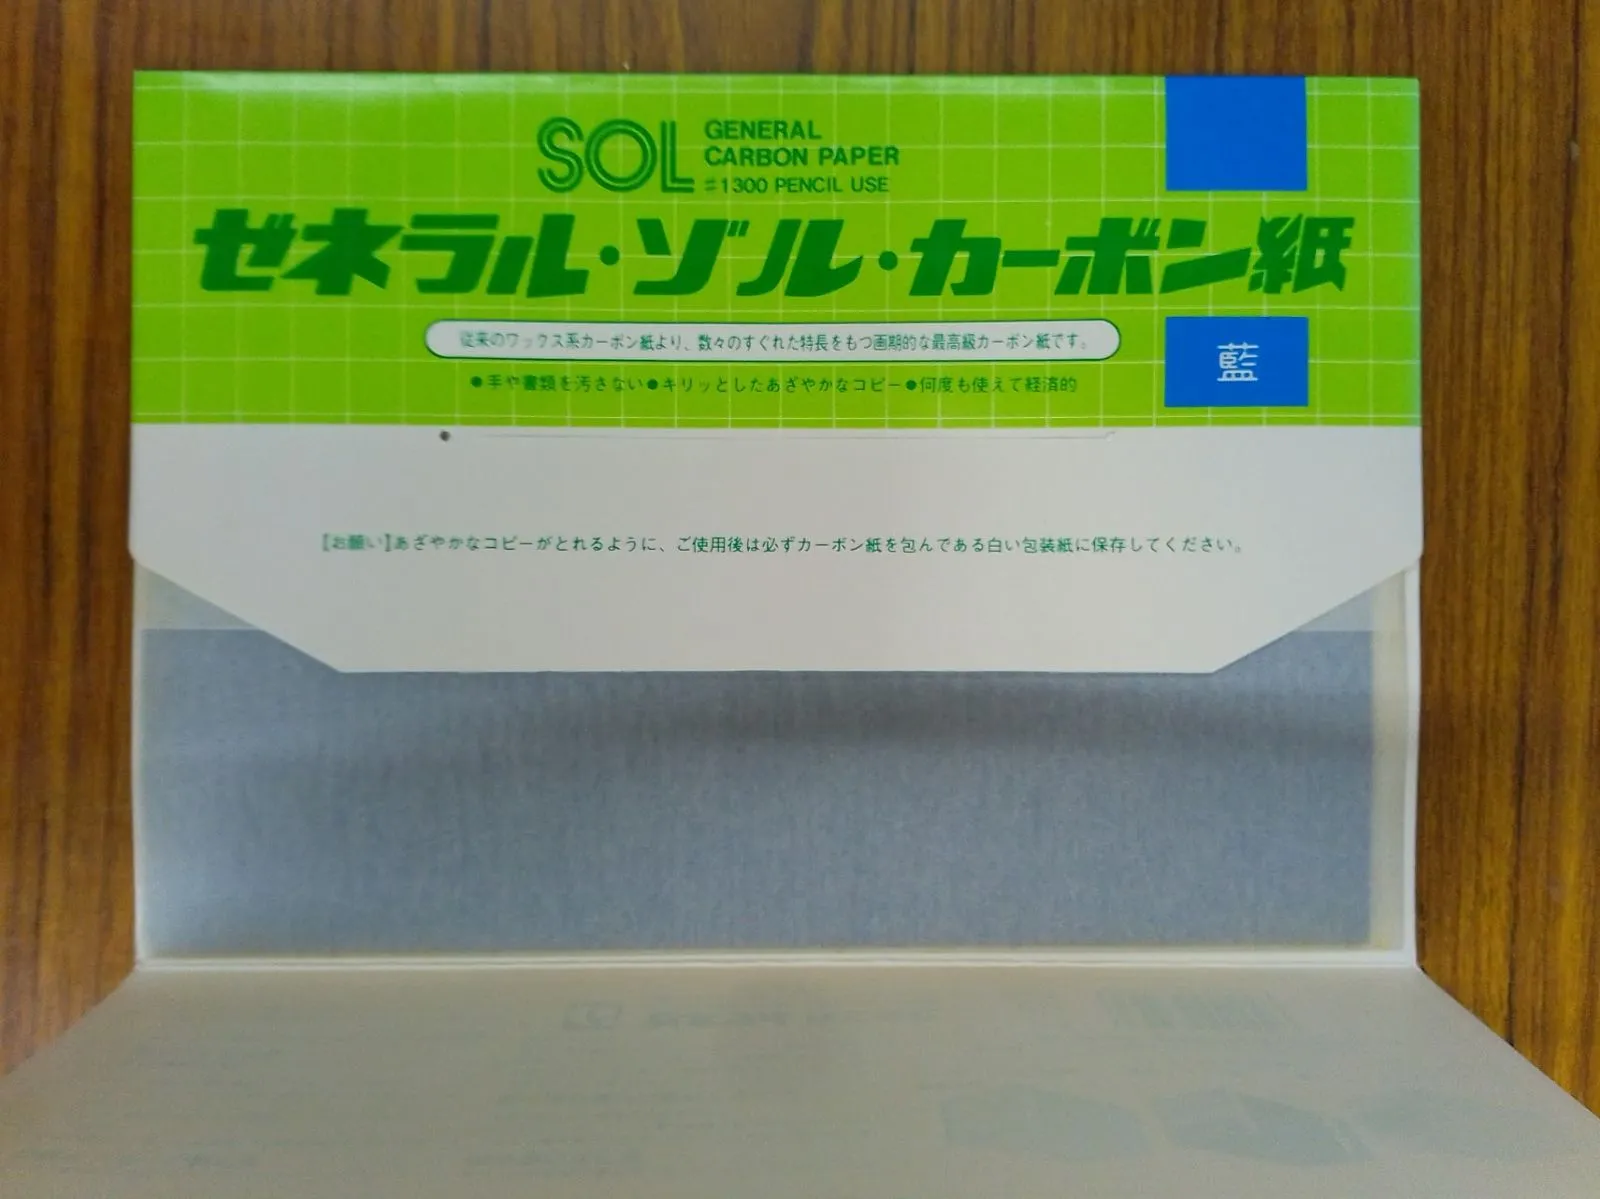 SOL
GENERAL
CARBON PAPER
#1300 PENCIL USE
ゼネラル・ゾル・カーボン紙
従来のワックス系カーボン紙より、数々のすぐれた特長をもつ画期的な最高級カーボン紙です。
●手や書類を汚さない●キリッとしたあざやかなコピー●何度も使えて経済的
藍
【お願い】あざやかなコピーがとれるように、ご使用後は必ずカーボン紙を包んである白い包装紙に保存してください。